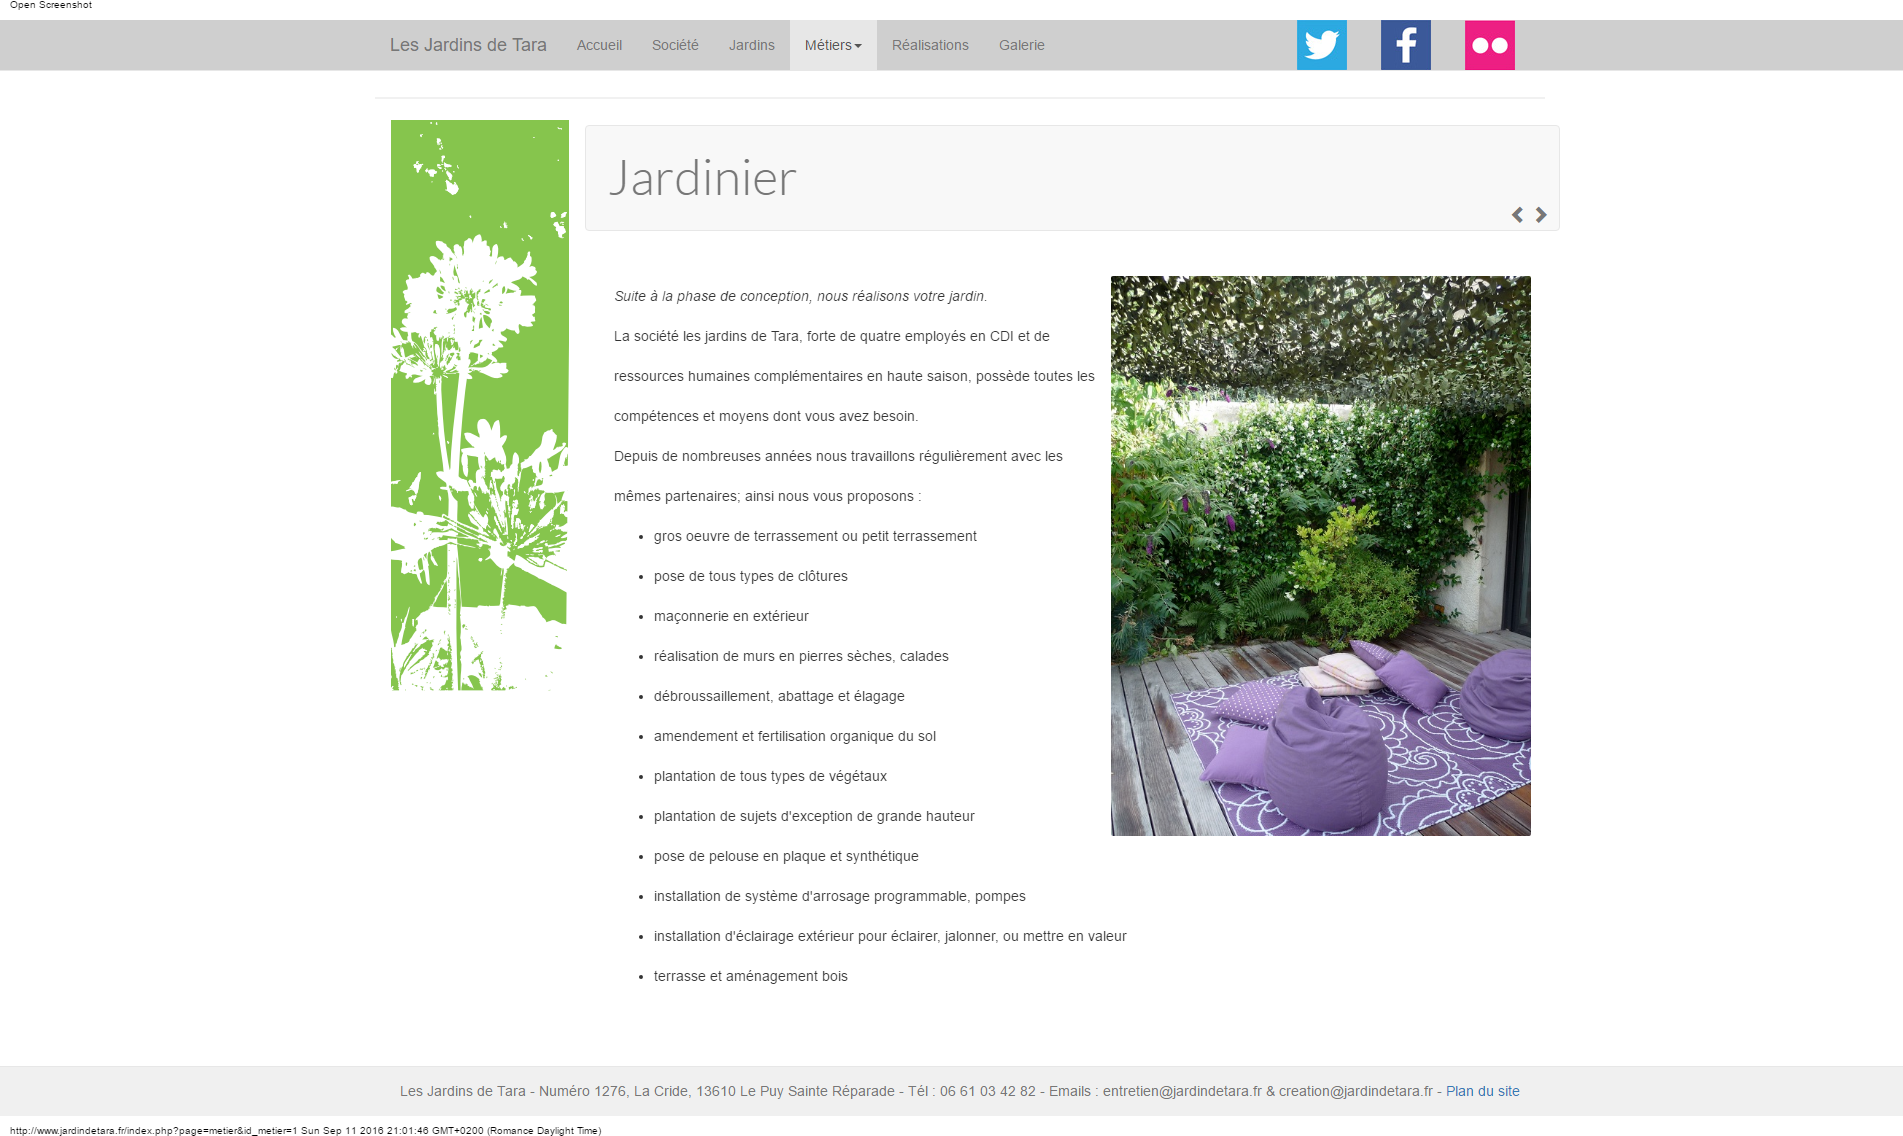 Open Screenshot
Les Jardins de Tara Accueil Société Jardins Métiers Réalisations Galerie
Jardinier
Suite à la phase de conception, nous réalisons votre jardin.
La société les jardins de Tara, forte de quatre employés en CDI et de
ressources humaines complémentaires en haute saison, possède toutes les
compétences et moyens dont vous avez besoin.
Depuis de nombreuses années nous travaillons régulièrement avec les
mêmes partenaires; ainsi nous vous proposons :
• gros oeuvre de terrassement ou petit terrassement
• pose de tous types de clôtures
• maçonnerie en extérieur
• réalisation de murs en pierres sèches, calades
• débroussaillement, abattage et élagage
• amendement et fertilisation organique du sol
• plantation de tous types de végétaux
• plantation de sujets d'exception de grande hauteur
• pose de pelouse en plaque et synthétique
• installation de système d'arrosage programmable, pompes
• installation d'éclairage extérieur pour éclairer, jalonner, ou mettre en valeur
• terrasse et aménagement bois
Les Jardins de Tara - Numéro 1276, La Cride, 13610 Le Puy Sainte Réparade - Tél : 06 61 03 42 82 - Emails : entretien@jardindetara.fr & creation@jardindetara.fr - Plan du site
http://www.jardindetara.fr/index.php?page=metier&id_metier=1 Sun Sep 11 2016 21:01:46 GMT+0200 (Romance Daylight Time)